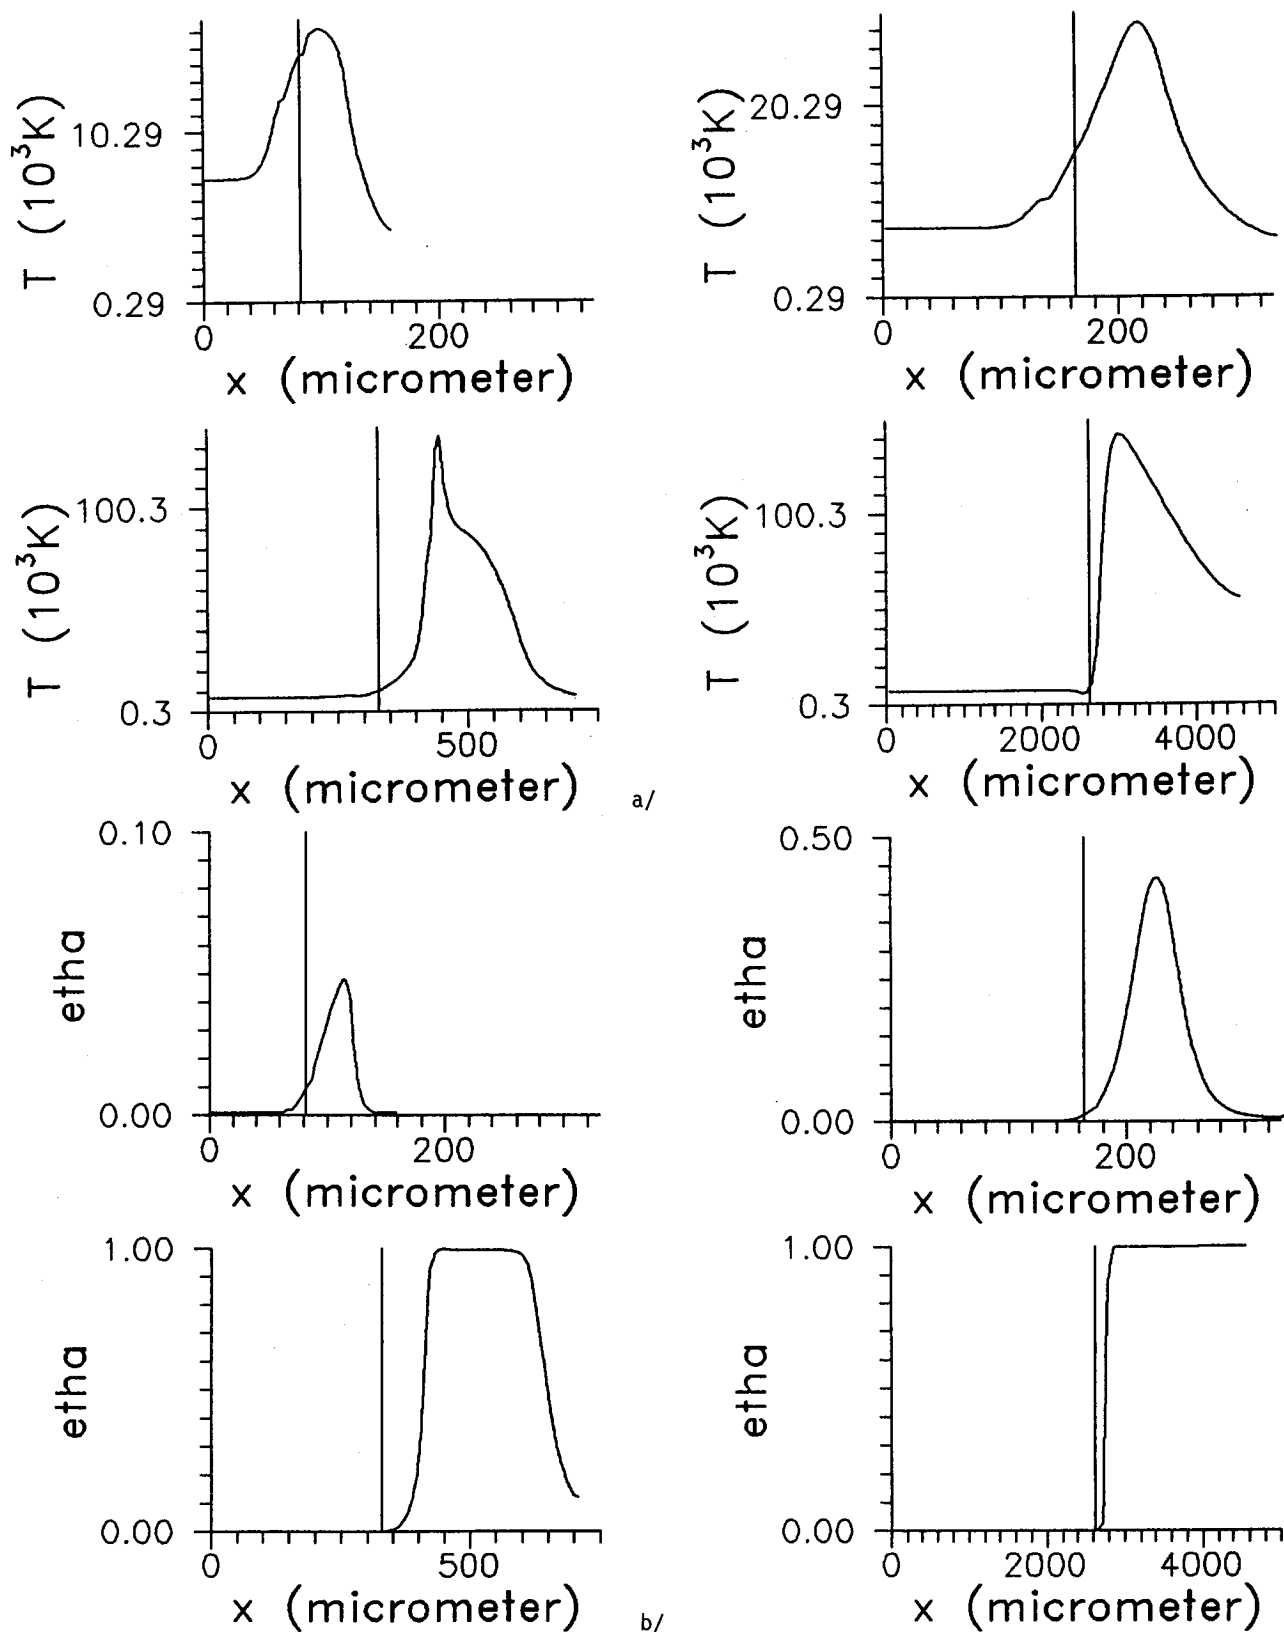 T (10³K)
10.29
0.29
0
200
x (micrometer)
T (10³K)
20.29
0.29
0
200
x (micrometer)
T (10³K)
100.3
0.3
0
500
x (micrometer)
T (10³K)
100.3
0.3
0
2000
4000
x (micrometer)
a/
etha
0.10
0.00
0
200
x (micrometer)
etha
0.50
0.00
0
200
x (micrometer)
etha
1.00
0.00
0
500
x (micrometer)
etha
1.00
0.00
0
2000
4000
x (micrometer)
b/